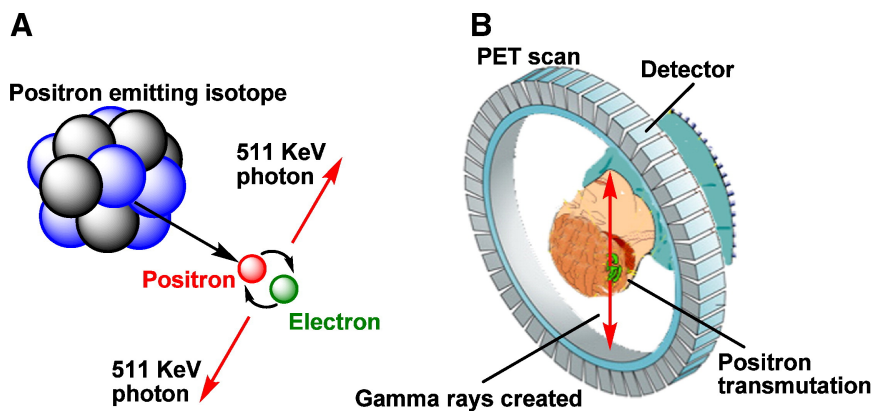 A
Positron emitting isotope
511 KeV
photon
Positron
Electron
511 KeV
photon
B
PET scan
Detector
Gamma rays created
Positron
transmutation